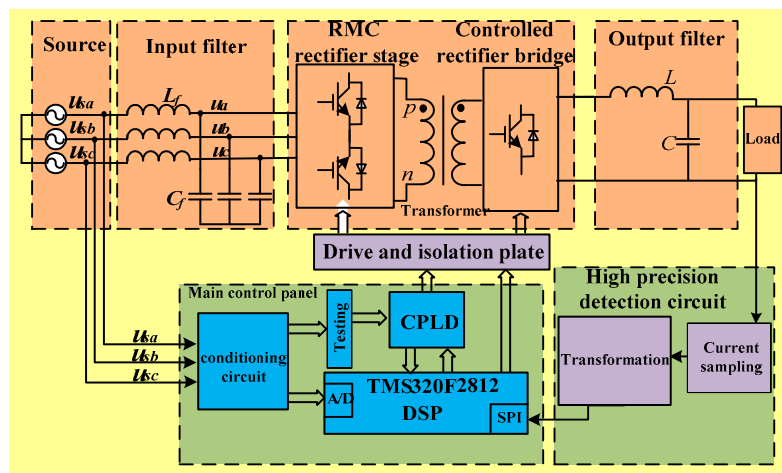 Source
Input filter
RMC
rectifier stage
Controlled
rectifier bridge
Output filter
usa
usb
usc
Lf
ua
ub
uc
Cf
p
n
Transformer
L
C
Load
Drive and isolation plate
Main control panel
High precision
detection circuit
usa
usb
usc
conditioning
circuit
Testing
CPLD
Transformation
Current
sampling
TMS320F2812
A/D
DSP
SPI